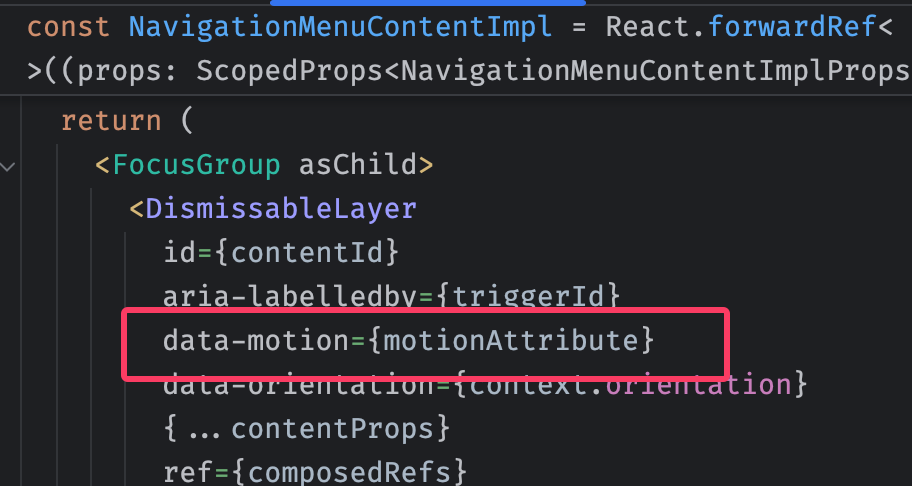 const NavigationMenuContentImpl = React.forwardRef<
>((props: ScopedProps<NavigationMenuContentImplProps
return (
<FocusGroup asChild>
<DismissableLayer
id={contentId}
aria-labelledby={triggerId}
data-motion={motionAttribute}
data-orientation={context.orientation}
{...contentProps}
ref={composedRefs}